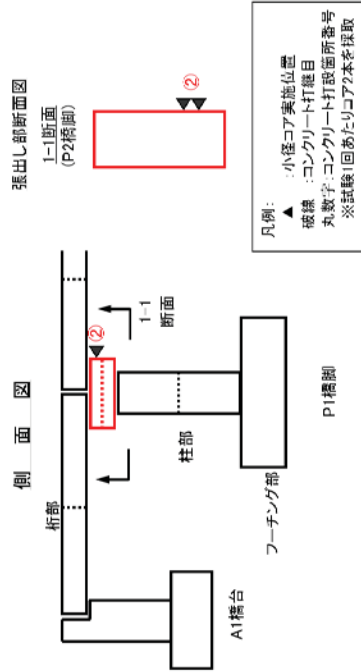 側面図
桁部
②
1-1
断面
柱部
フーチング部
A1橋台
P1橋脚
張出し部断面図
1-1断面
(P2橋脚)
②
凡例:
▲ :小径コア実施位置
破線 :コンクリート打継目
丸数字:コンクリート打設箇所番号
※試験1回あたりコア2本を採取